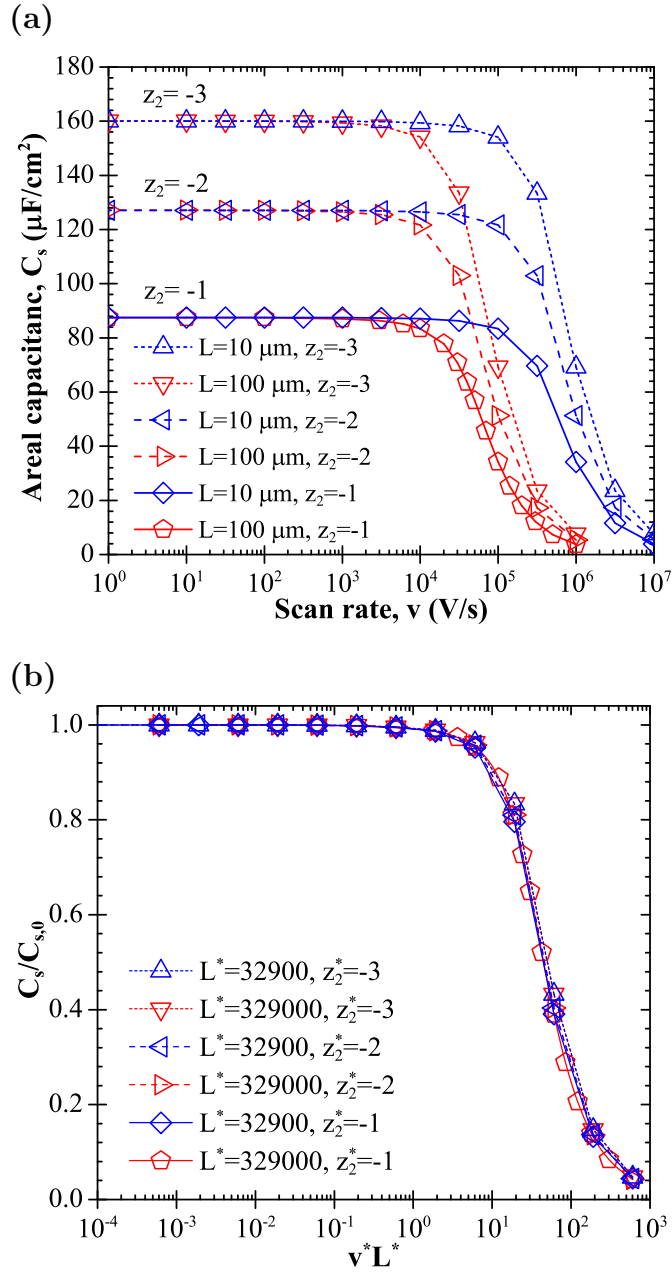 (a)
180
160
140
120
100
80
60
40
20
0
Areal capacitanc, Cₛ (μF/cm²)
z₂= -3
z₂= -2
z₂= -1
L=10 μm, z₂=-3
L=100 μm, z₂=-3
L=10 μm, z₂=-2
L=100 μm, z₂=-2
L=10 μm, z₂=-1
L=100 μm, z₂=-1
10⁰ 10¹ 10² 10³ 10⁴ 10⁵ 10⁶ 10⁷
Scan rate, v (V/s)
(b)
1.0
0.8
0.6
0.4
0.2
0.0
Cₛ/Cₛ,₀
L*=32900, z₂*=-3
L*=329000, z₂*=-3
L*=32900, z₂*=-2
L*=329000, z₂*=-2
L*=32900, z₂*=-1
L*=329000, z₂*=-1
10⁻⁴ 10⁻³ 10⁻² 10⁻¹ 10⁰ 10¹ 10² 10³
v*L*